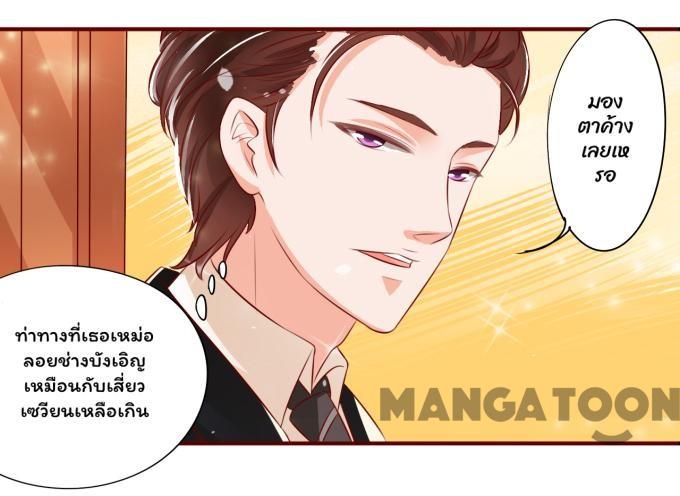 มอง
ตาค้าง
เลยเห
รอ
ท่าทางที่เธอเหม่อ
ลอยช่างบังเอิญ
เหมือนกับเสี่ยว
เซวียนเหลือเกิน
MANGATOON